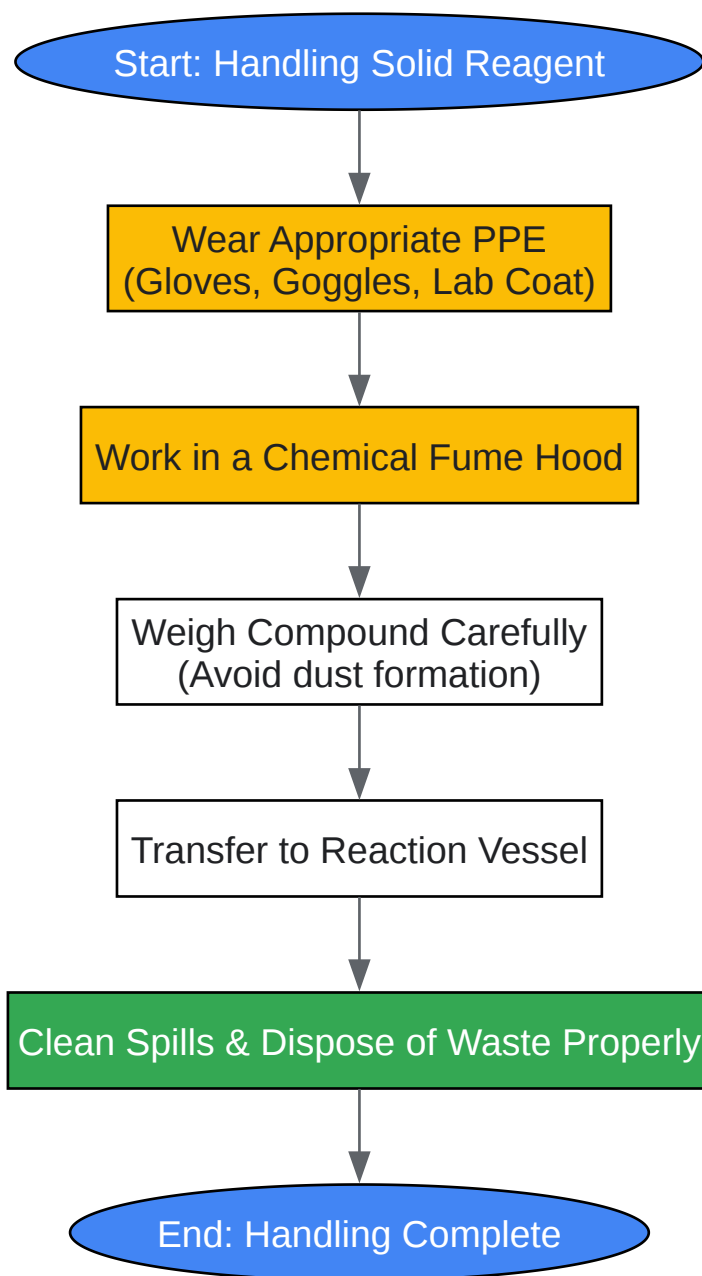 Start: Handling Solid Reagent
Wear Appropriate PPE
(Gloves, Goggles, Lab Coat)
Work in a Chemical Fume Hood
Weigh Compound Carefully
(Avoid dust formation)
Transfer to Reaction Vessel
Clean Spills & Dispose of Waste Properly
End: Handling Complete